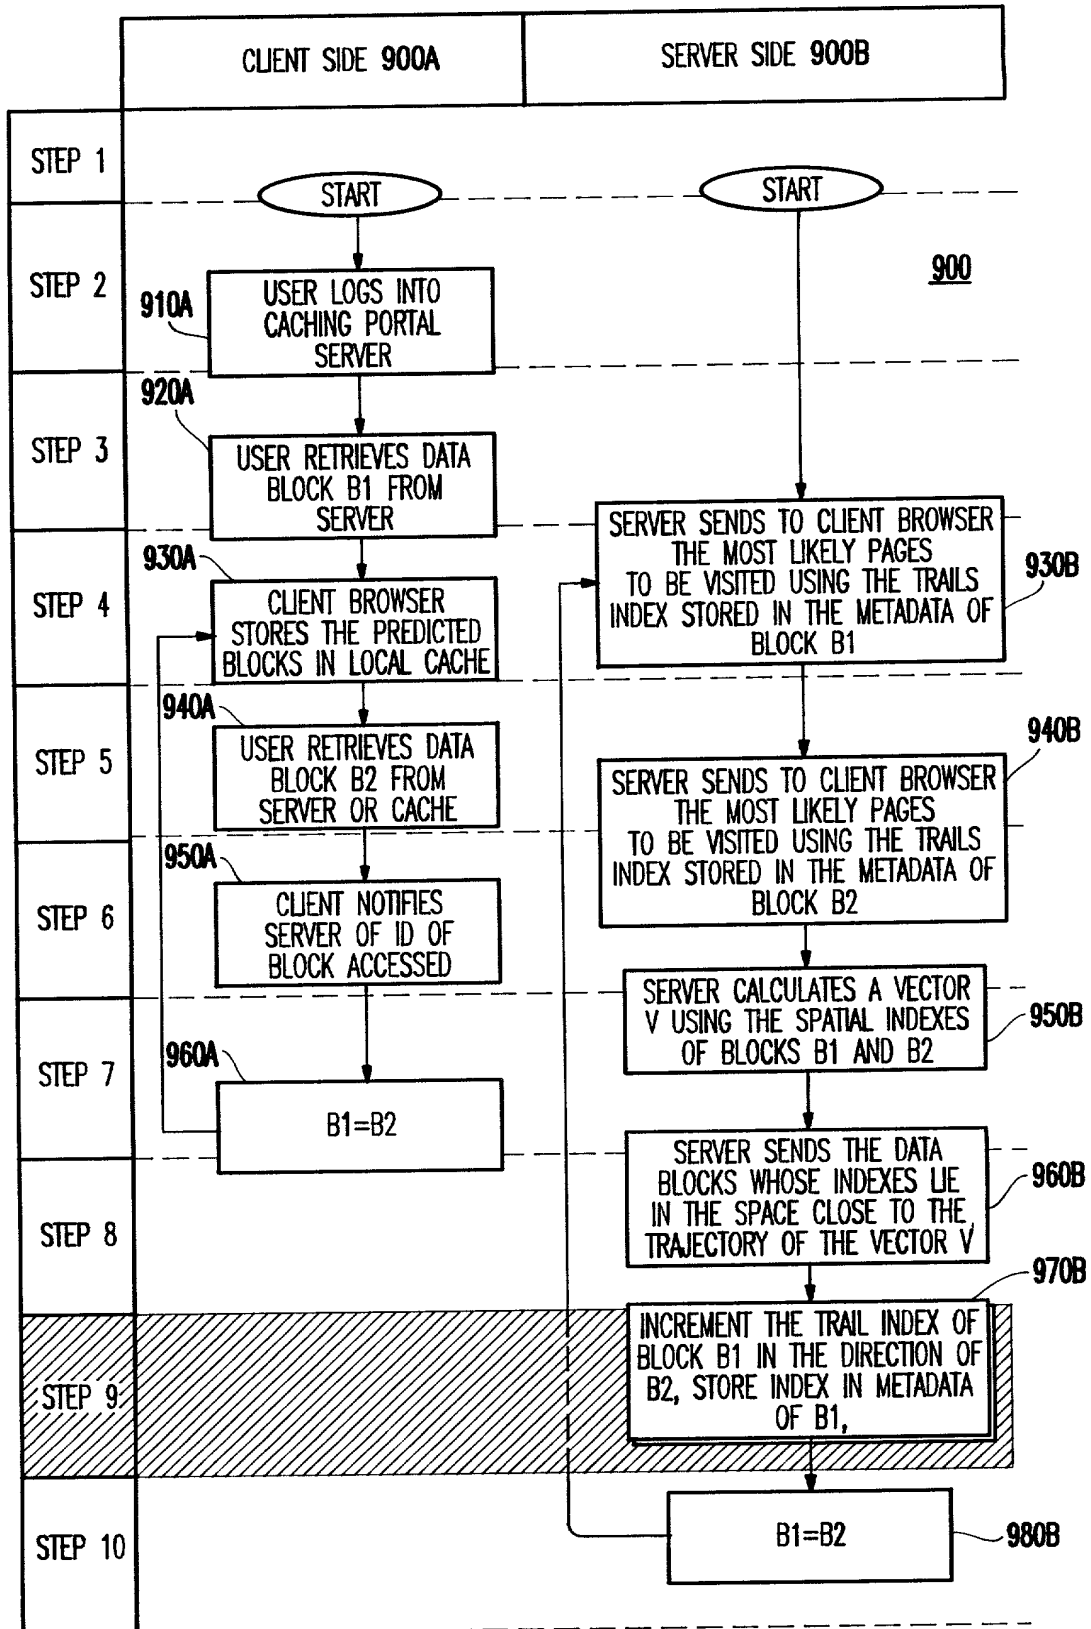 CLIENT SIDE 900A
SERVER SIDE 900B
STEP 1
START
START
STEP 2
900
910A
USER LOGS INTO
CACHING PORTAL
SERVER
920A
STEP 3
USER RETRIEVES DATA
BLOCK B1 FROM
SERVER
SERVER SENDS TO CLIENT BROWSER
THE MOST LIKELY PAGES
TO BE VISITED USING THE TRAILS
INDEX STORED IN THE METADATA OF
BLOCK B1
930B
930A
STEP 4
CLIENT BROWSER
STORES THE PREDICTED
BLOCKS IN LOCAL CACHE
940A
STEP 5
USER RETRIEVES DATA
BLOCK B2 FROM
SERVER OR CACHE
940B
SERVER SENDS TO CLIENT BROWSER
THE MOST LIKELY PAGES
TO BE VISITED USING THE TRAILS
INDEX STORED IN THE METADATA OF
BLOCK B2
950A
STEP 6
CLIENT NOTIFIES
SERVER OF ID OF
BLOCK ACCESSED
SERVER CALCULATES A VECTOR
V USING THE SPATIAL INDEXES
OF BLOCKS B1 AND B2
950B
STEP 7
960A
B1=B2
SERVER SENDS THE DATA
BLOCKS WHOSE INDEXES LIE
IN THE SPACE CLOSE TO THE
TRAJECTORY OF THE VECTOR V
960B
STEP 8
970B
STEP 9
INCREMENT THE TRAIL INDEX OF
BLOCK B1 IN THE DIRECTION OF
B2, STORE INDEX IN METADATA
OF B1,
STEP 10
B1=B2
980B